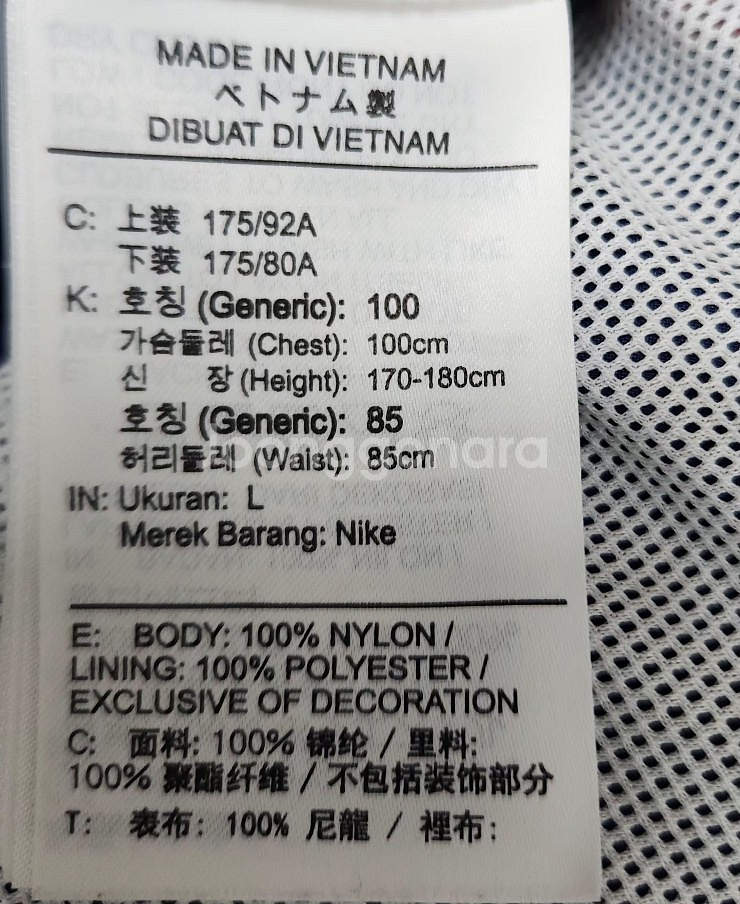 MADE IN VIETNAM
ベトナム製
DIBUAT DI VIETNAM
C: 上装 175/92A
下装 175/80A
K: 호칭 (Generic): 100
가슴둘레 (Chest): 100cm
신 장 (Height): 170-180cm
호칭 (Generic): 85
허리둘레 (Waist): 85cm
joonggonara
IN: Ukuran: L
Merek Barang: Nike
E: BODY: 100% NYLON /
LINING: 100% POLYESTER /
EXCLUSIVE OF DECORATION
C: 面料: 100% 锦纶 / 里料:
100% 聚酯纤维 / 不包括装饰部分
T: 表布: 100% 尼龍 / 裡布: